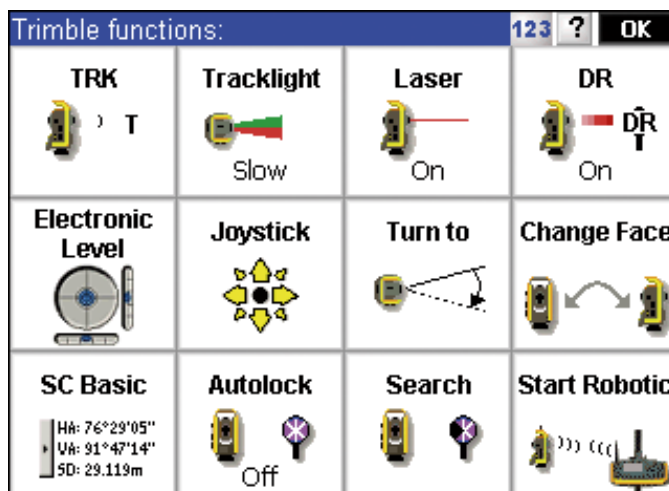 Trimble functions: 123 ? OK
TRK Tracklight Laser DR
T DR
T
Slow On On
Electronic Joystick Turn to Change Face
Level
SC Basic Autolock Search Start Robotic
HA: 76°29'05"
VA: 91°47'14"
SD: 29.119m
Off